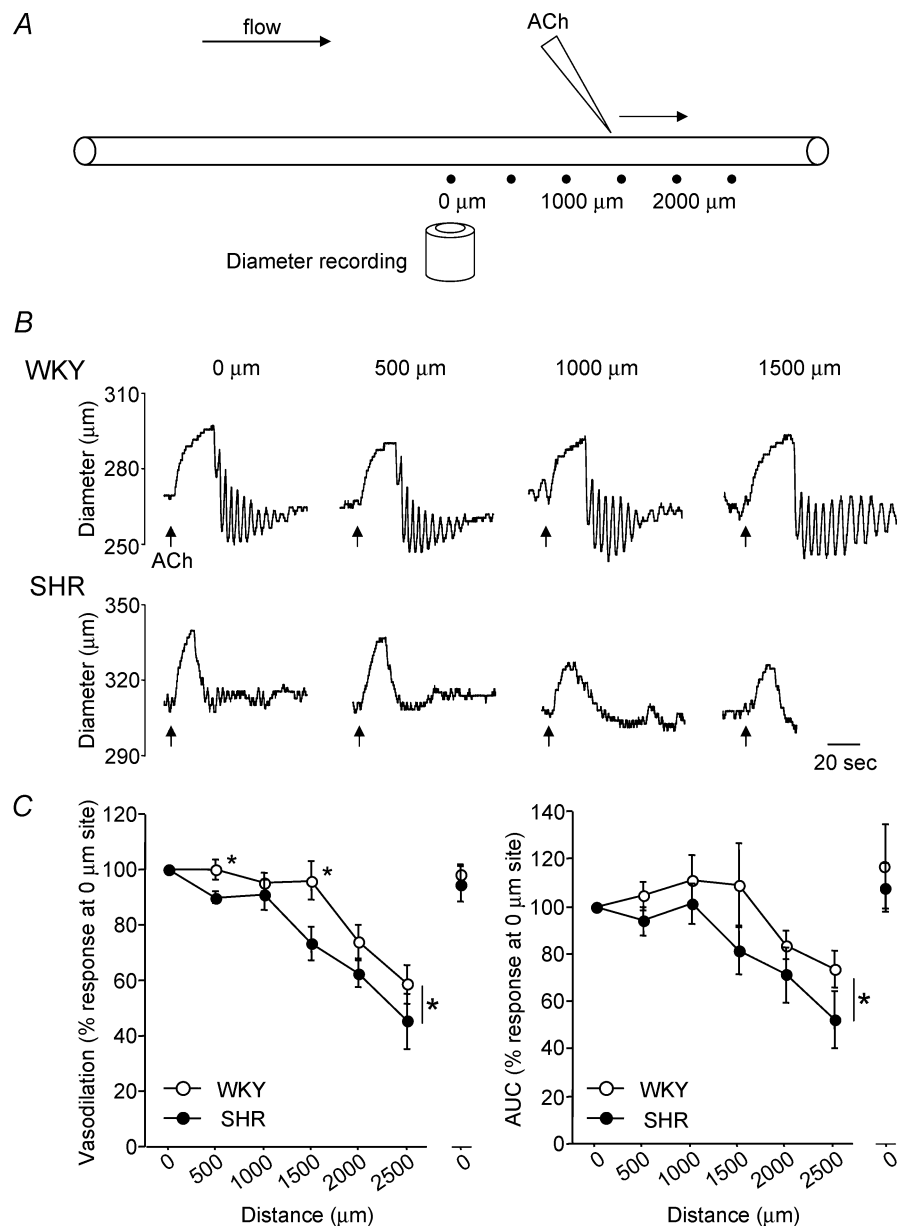 A
flow
ACh
0 μm
1000 μm
2000 μm
Diameter recording
B
WKY
0 μm
500 μm
1000 μm
1500 μm
Diameter (μm)
310
280
250
ACh
SHR
Diameter (μm)
350
320
290
20 sec
C
Vasodilation (% response at 0 μm site)
120
100
80
60
40
20
0
*
*
*
WKY
SHR
0
500
1000
1500
2000
2500
0
Distance (μm)
AUC (% response at 0 μm site)
140
120
100
80
60
40
20
0
*
WKY
SHR
0
500
1000
1500
2000
2500
0
Distance (μm)